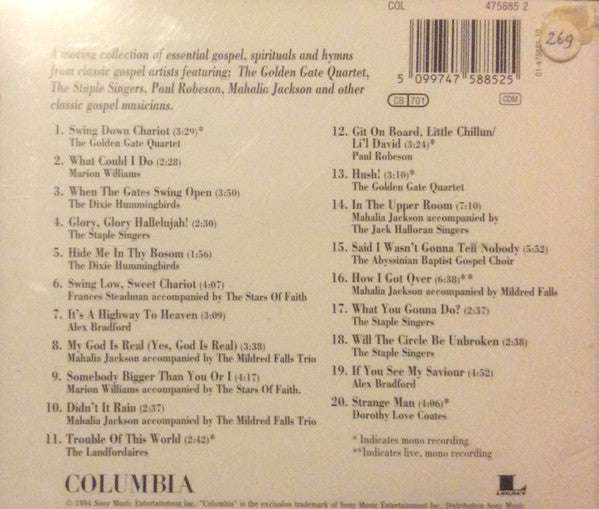 COL 475885 2
269
01-475885-10
5 099747 588525
CB 701
CDM
A moving collection of essential gospel, spirituals and hymns
from classic gospel artists featuring: The Golden Gate Quartet,
The Staple Singers, Paul Robeson, Mahalia Jackson and other
classic gospel musicians.
1. Swing Down Chariot (3:29)*
The Golden Gate Quartet
2. What Could I Do (2:28)
Marion Williams
3. When The Gates Swing Open (3:50)
The Dixie Hummingbirds
4. Glory, Glory Hallelujah! (2:30)
The Staple Singers
5. Hide Me In Thy Bosom (1:56)
The Dixie Hummingbirds
6. Swing Low, Sweet Chariot (4:07)
Frances Steadman accompanied by The Stars Of Faith
7. It's A Highway To Heaven (3:09)
Alex Bradford
8. My God Is Real (Yes, God Is Real) (3:38)
Mahalia Jackson accompanied by The Mildred Falls Trio
9. Somebody Bigger Than You Or I (4:17)
Marion Williams accompanied by The Stars Of Faith.
10. Didn't It Rain (2:37)
Mahalia Jackson accompanied by The Mildred Falls Trio
11. Trouble Of This World (2:42)*
The Landfordaires
12. Git On Board, Little Chillun/
Li'l David (3:24)*
Paul Robeson
13. Hush! (3:10)*
The Golden Gate Quartet
14. In The Upper Room (7:10)
Mahalia Jackson accompanied by
The Jack Halloran Singers
15. Said I Wasn't Gonna Tell Nobody (5:52)
The Abyssinian Baptist Gospel Choir
16. How I Got Over (6:38)**
Mahalia Jackson accompanied by Mildred Falls
17. What You Gonna Do? (2:37)
The Staple Singers
18. Will The Circle Be Unbroken (2:38)
The Staple Singers
19. If You See My Saviour (4:52)
Alex Bradford
20. Strange Man (4:06)*
Dorothy Love Coates
* Indicates mono recording
**Indicates live, mono recording
COLUMBIA
L
LEGACY
© 1994 Sony Music Entertainment Inc./"Columbia" is the exclusive trademark of Sony Music Entertainment Inc./Distribution Sony Music